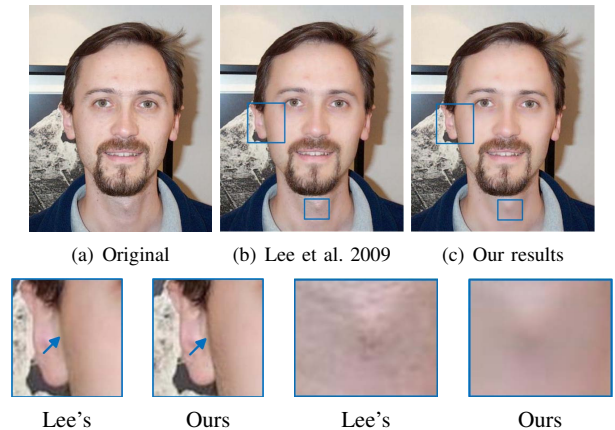 (a) Original
(b) Lee et al. 2009
(c) Our results
Lee's
Ours
Lee's
Ours